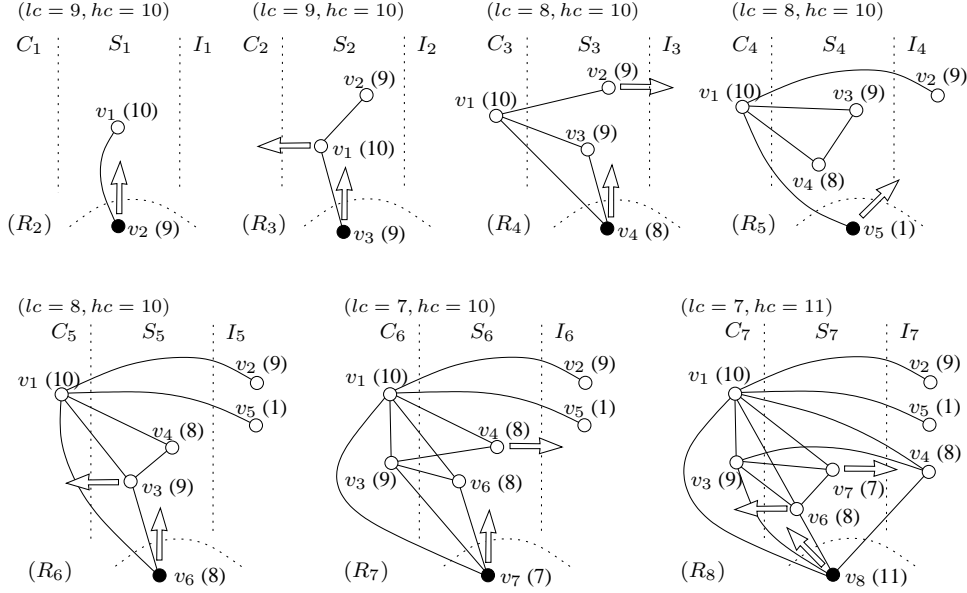 (lc = 9, hc = 10)
C1 S1 I1
v1 (10)
(R2)
v2 (9)
(lc = 9, hc = 10)
C2 S2 I2
v2 (9)
v1 (10)
(R3)
v3 (9)
(lc = 8, hc = 10)
C3 S3 I3
v2 (9)
v1 (10)
v3 (9)
(R4)
v4 (8)
(lc = 8, hc = 10)
C4 S4 I4
v2 (9)
v1 (10)
v3 (9)
v4 (8)
(R5)
v5 (1)
(lc = 8, hc = 10)
C5 S5 I5
v2 (9)
v1 (10)
v5 (1)
v4 (8)
v3 (9)
(R6)
v6 (8)
(lc = 7, hc = 10)
C6 S6 I6
v2 (9)
v1 (10)
v5 (1)
v4 (8)
v3 (9)
v6 (8)
(R7)
v7 (7)
(lc = 7, hc = 11)
C7 S7 I7
v2 (9)
v1 (10)
v5 (1)
v4 (8)
v3 (9)
v7 (7)
v6 (8)
(R8)
v8 (11)